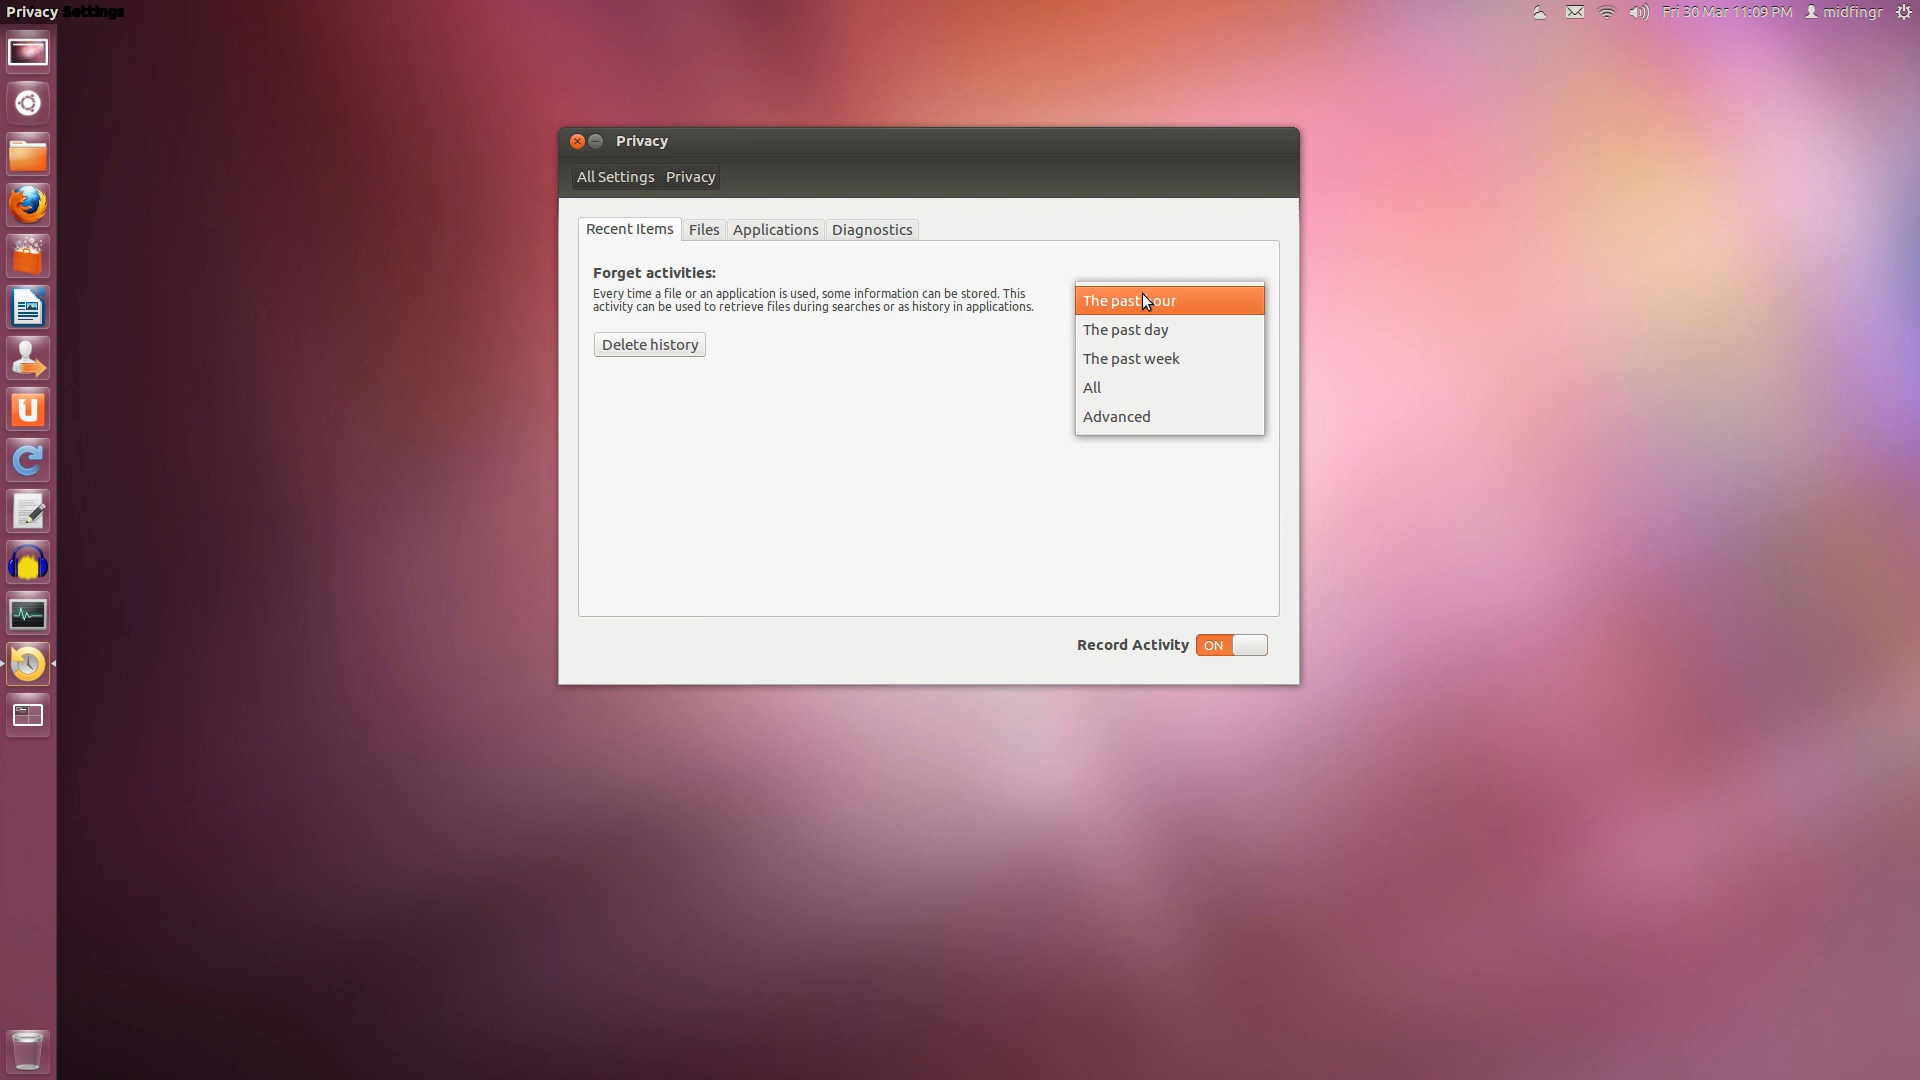 Privacy Settings
Fri 30 Mar 11:09 PM midfingr
Privacy
All Settings Privacy
Recent Items Files Applications Diagnostics
Forget activities:
Every time a file or an application is used, some information can be stored. This
activity can be used to retrieve files during searches or as history in applications.
Delete history
The past our
The past day
The past week
All
Advanced
Record Activity ON